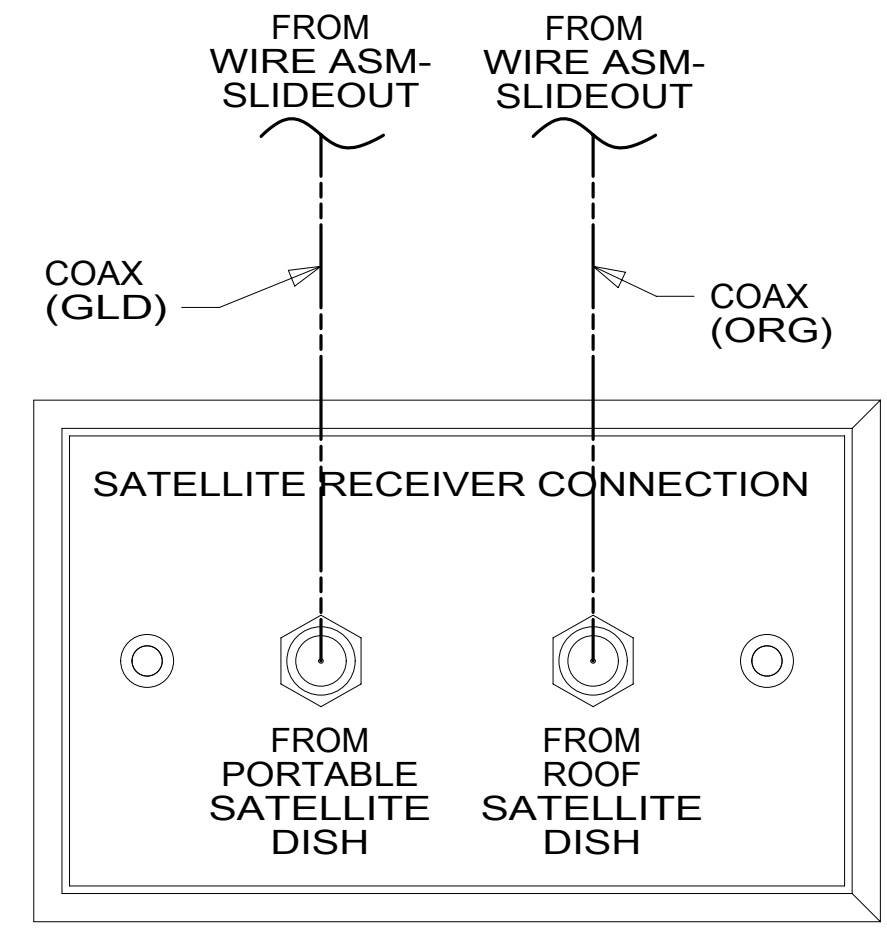 FROM
WIRE ASM-
SLIDEOUT
FROM
WIRE ASM-
SLIDEOUT
COAX
(GLD)
COAX
(ORG)
SATELLITE RECEIVER CONNECTION
FROM
PORTABLE
SATELLITE
DISH
FROM
ROOF
SATELLITE
DISH